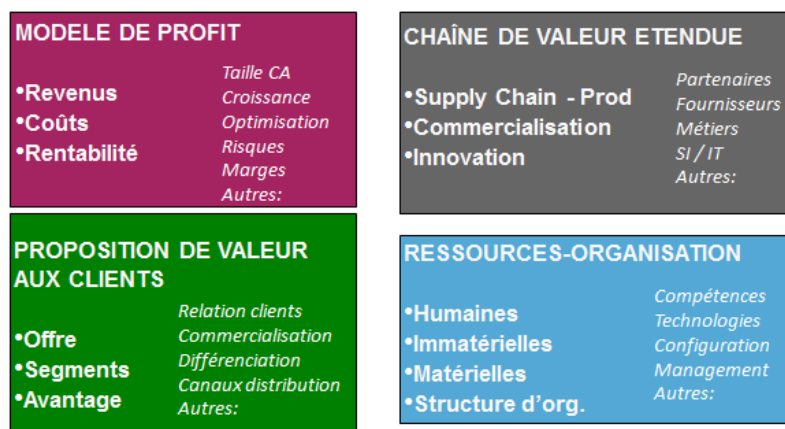 MODELE DE PROFIT
•Revenus
•Coûts
•Rentabilité
Taille CA
Croissance
Optimisation
Risques
Marges
Autres:
CHAÎNE DE VALEUR ETENDUE
•Supply Chain - Prod
•Commercialisation
•Innovation
Partenaires
Fournisseurs
Métiers
SI / IT
Autres:
PROPOSITION DE VALEUR
AUX CLIENTS
•Offre
•Segments
•Avantage
Relation clients
Commercialisation
Différenciation
Canaux distribution
Autres:
RESSOURCES-ORGANISATION
•Humaines
•Immatérielles
•Matérielles
•Structure d’org.
Compétences
Technologies
Configuration
Management
Autres: